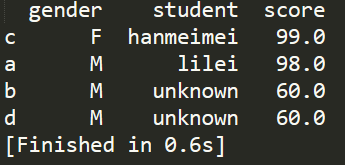 gender student score
c F hanmeimei 99.0
a M lilei 98.0
b M unknown 60.0
d M unknown 60.0
[Finished in 0.6s]